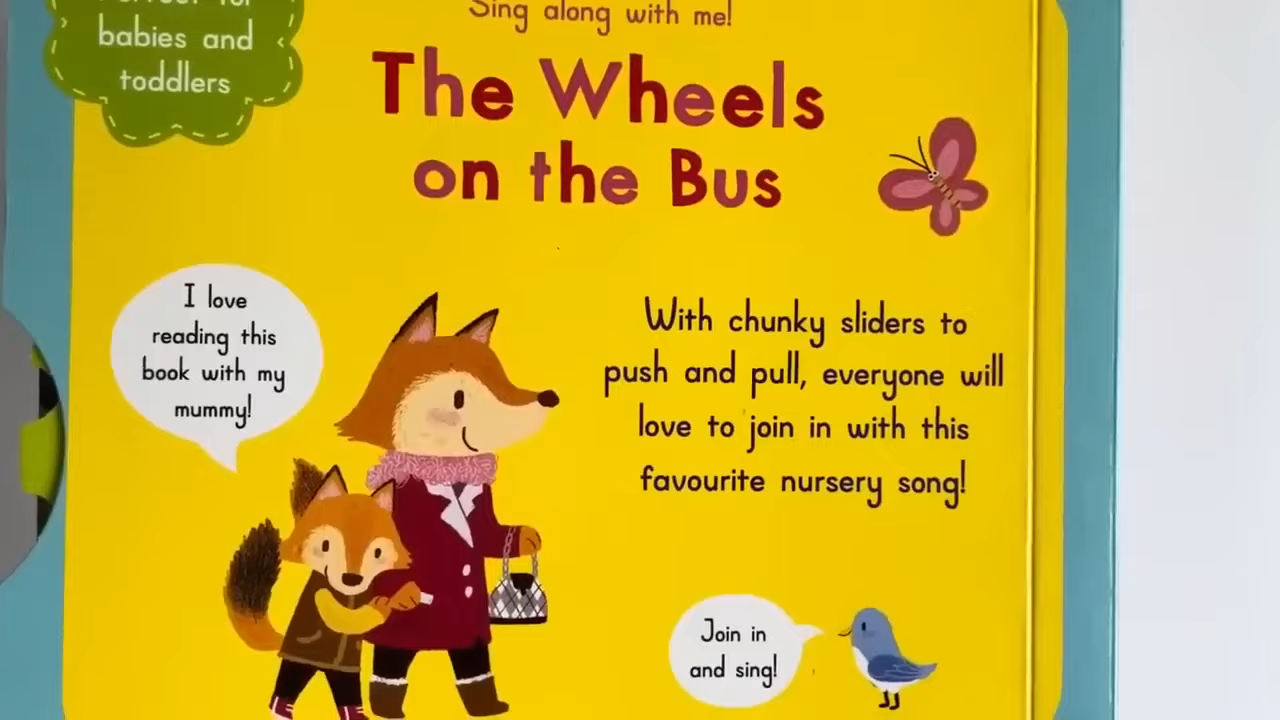 Perfect for
babies and
toddlers
Sing along with me!
The Wheels
on the Bus
I love
reading this
book with my
mummy!
With chunky sliders to
push and pull, everyone will
love to join in with this
favourite nursery song!
Join in
and sing!